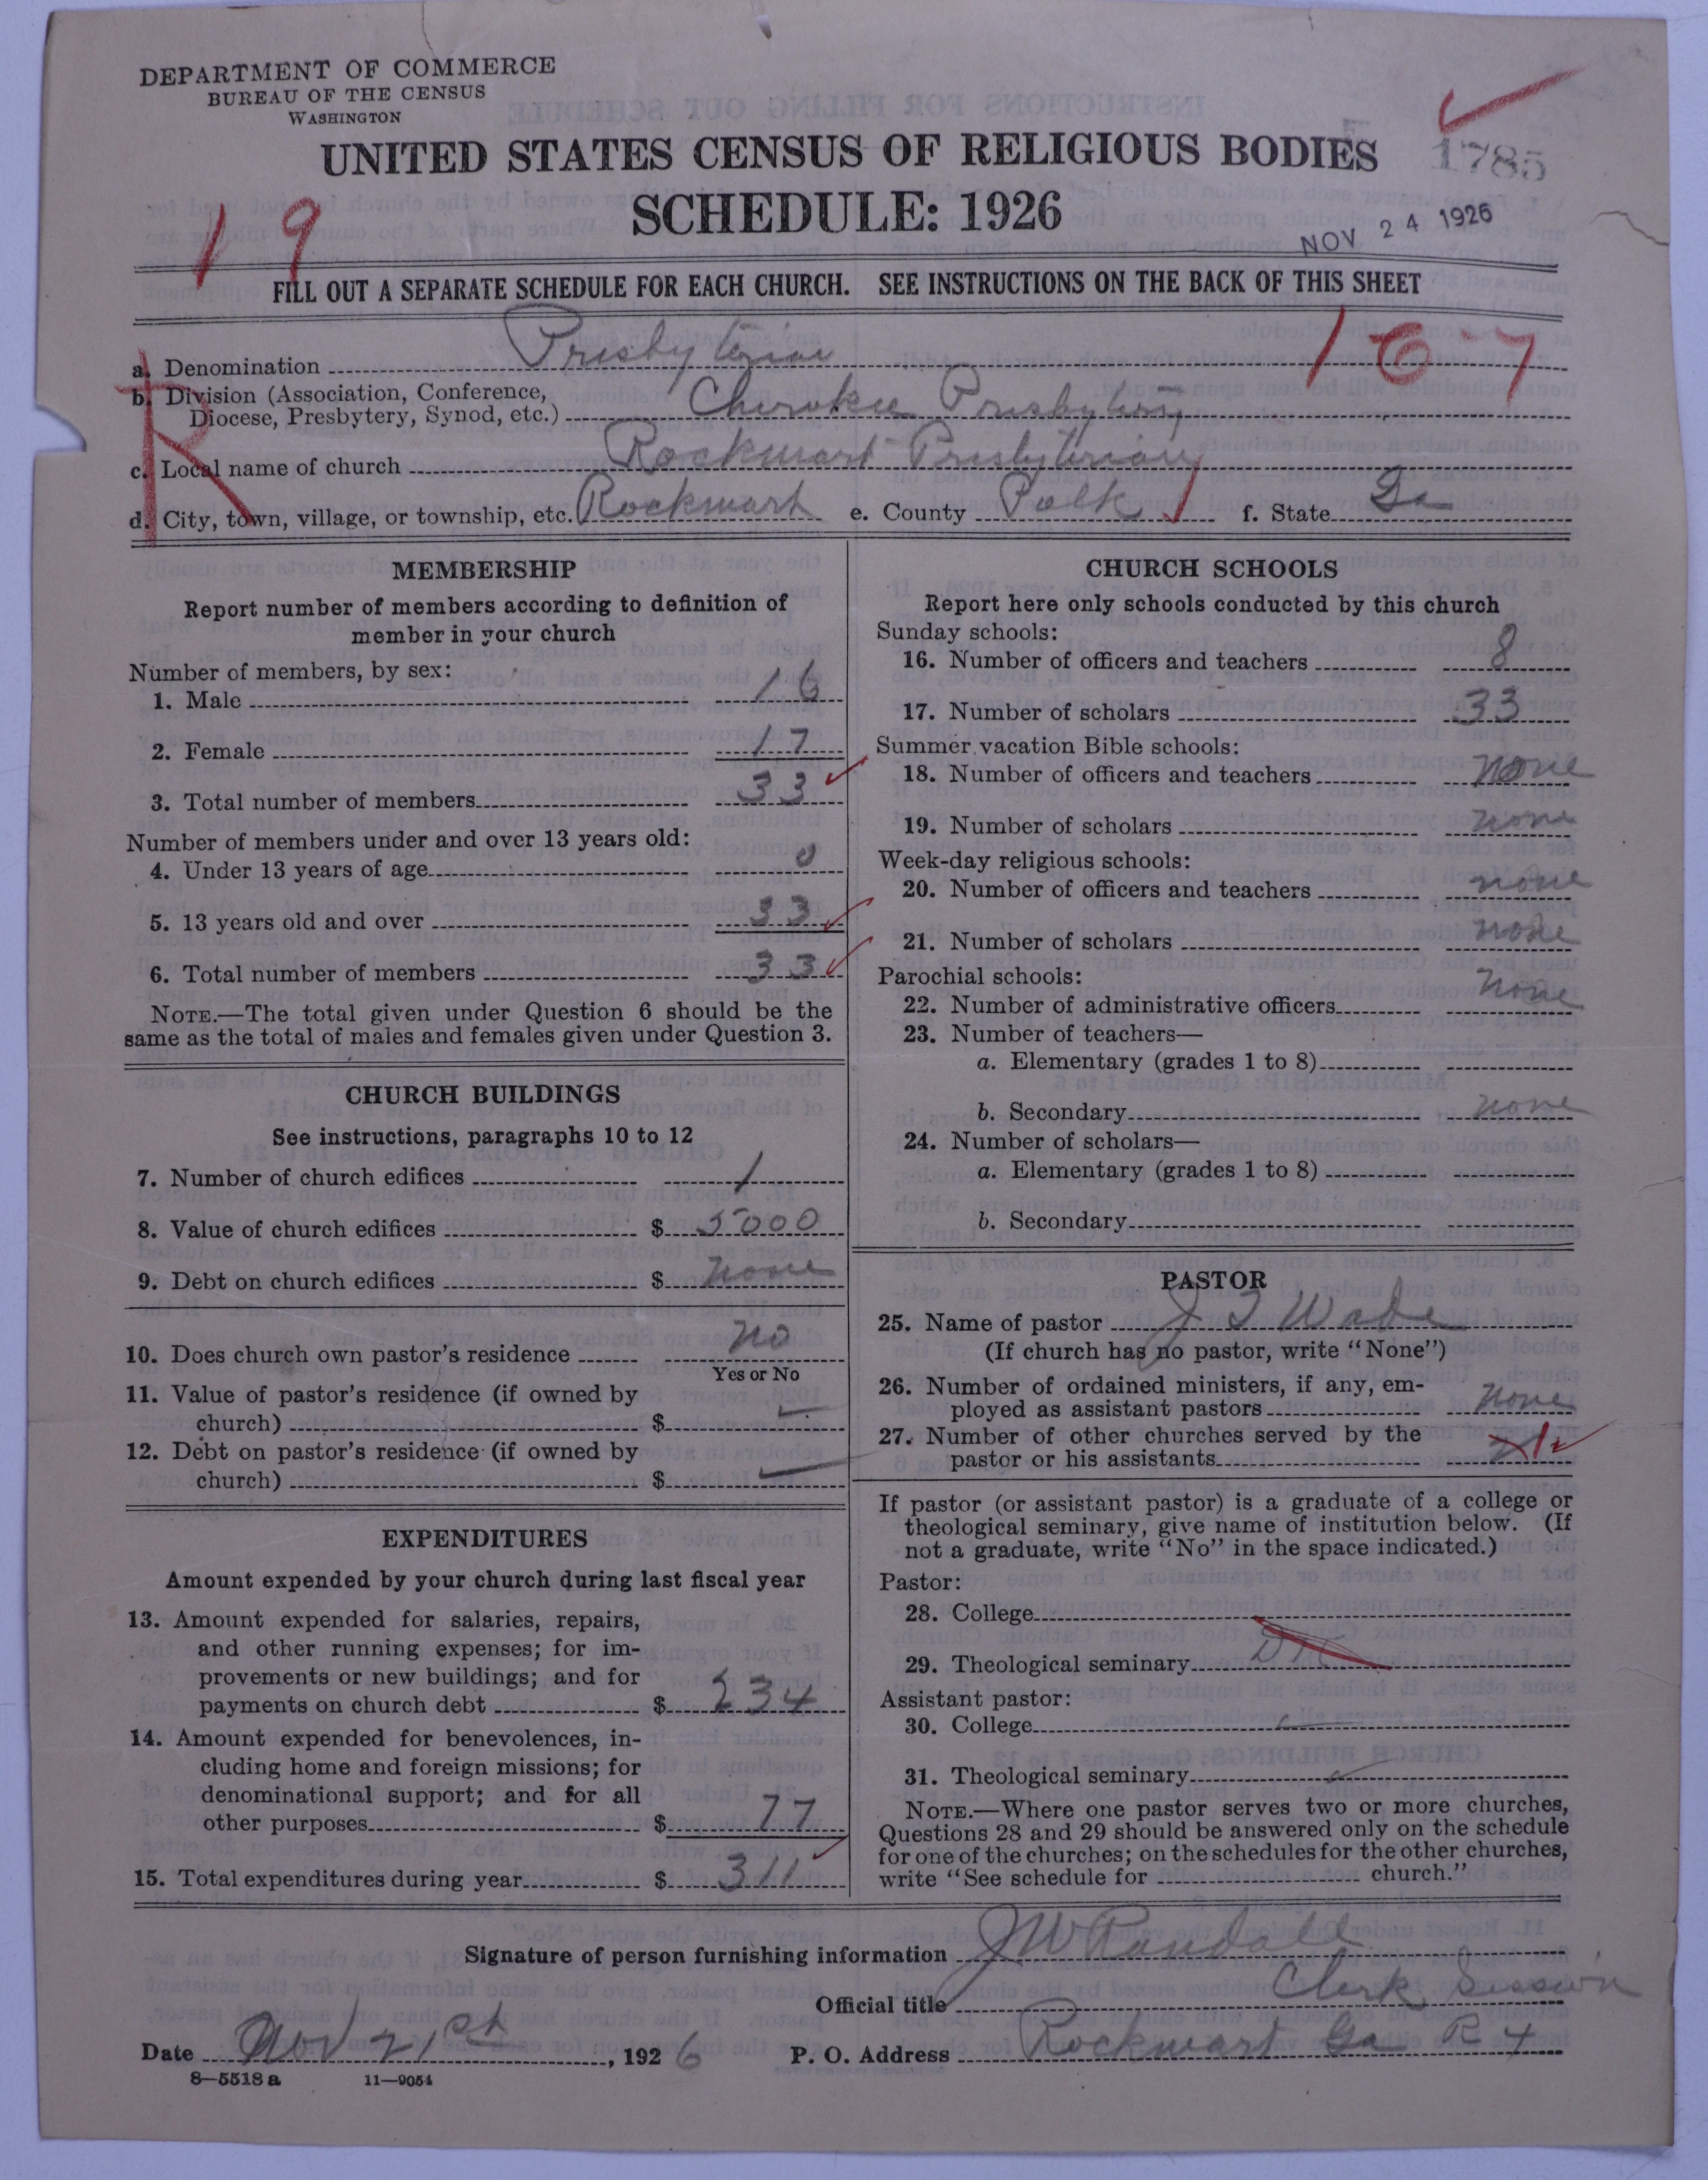 DEPARTMENT OF COMMERCE
BUREAU OF THE CENSUS
WASHINGTON
UNITED STATES CENSUS OF RELIGIOUS BODIES
1785
SCHEDULE: 1926
NOV 24 1926
19
FILL OUT A SEPARATE SCHEDULE FOR EACH CHURCH. SEE INSTRUCTIONS ON THE BACK OF THIS SHEET
167
R
a. Denomination Presbyterian
b. Division (Association, Conference,
Diocese, Presbytery, Synod, etc.) Cherokee Presbytery
c. Local name of church Rockmart Presbyterian
d. City, town, village, or township, etc. Rockmart e. County Polk f. State Ga
MEMBERSHIP
Report number of members according to definition of
member in your church
Number of members, by sex:
1. Male 16
2. Female 17
3. Total number of members 33
Number of members under and over 13 years old:
4. Under 13 years of age 0
5. 13 years old and over 33
6. Total number of members 33
NOTE.—The total given under Question 6 should be the
same as the total of males and females given under Question 3.
CHURCH BUILDINGS
See instructions, paragraphs 10 to 12
7. Number of church edifices 1
8. Value of church edifices $ 5000
9. Debt on church edifices $ none
10. Does church own pastor's residence no
Yes or No
11. Value of pastor's residence (if owned by
church) $
12. Debt on pastor's residence (if owned by
church) $
EXPENDITURES
Amount expended by your church during last fiscal year
13. Amount expended for salaries, repairs,
and other running expenses; for im-
provements or new buildings; and for
payments on church debt $ 234
14. Amount expended for benevolences, in-
cluding home and foreign missions; for
denominational support; and for all
other purposes $ 77
15. Total expenditures during year $ 311
CHURCH SCHOOLS
Report here only schools conducted by this church
Sunday schools:
16. Number of officers and teachers 8
17. Number of scholars 33
Summer vacation Bible schools:
18. Number of officers and teachers none
19. Number of scholars none
Week-day religious schools:
20. Number of officers and teachers none
21. Number of scholars none
Parochial schools:
22. Number of administrative officers none
23. Number of teachers—
a. Elementary (grades 1 to 8)
b. Secondary none
24. Number of scholars—
a. Elementary (grades 1 to 8)
b. Secondary
PASTOR
25. Name of pastor J T Wade
(If church has no pastor, write "None")
26. Number of ordained ministers, if any, em-
ployed as assistant pastors none
27. Number of other churches served by the
pastor or his assistants
If pastor (or assistant pastor) is a graduate of a college or
theological seminary, give name of institution below. (If
not a graduate, write "No" in the space indicated.)
Pastor:
28. College
29. Theological seminary
Assistant pastor:
30. College
31. Theological seminary
NOTE.—Where one pastor serves two or more churches,
Questions 28 and 29 should be answered only on the schedule
for one of the churches; on the schedules for the other churches,
write "See schedule for church."
Signature of person furnishing information J W Randall
Official title Clerk, Session
Date Nov 21st, 1926 P. O. Address Rockmart Ga R 4
8—5518 a 11—9054